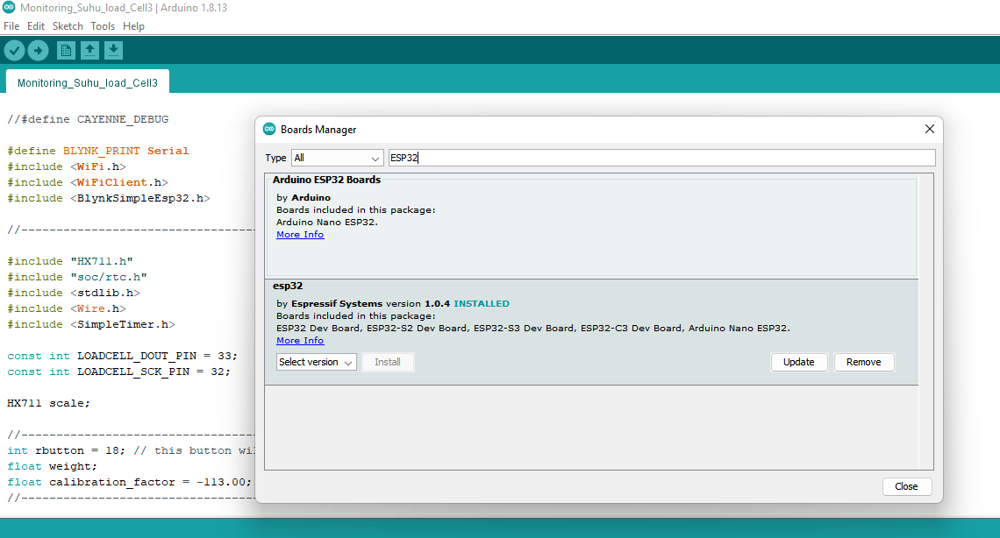 Monitoring_Suhu_load_Cell3 | Arduino 1.8.13
File Edit Sketch Tools Help
Monitoring_Suhu_load_Cell3
//#define CAYENNE_DEBUG
#define BLYNK_PRINT Serial
#include <WiFi.h>
#include <WiFiClient.h>
#include <BlynkSimpleEsp32.h>
//---------------------------------
#include "HX711.h"
#include "soc/rtc.h"
#include <stdlib.h>
#include <Wire.h>
#include <SimpleTimer.h>
const int LOADCELL_DOUT_PIN = 33;
const int LOADCELL_SCK_PIN = 32;
HX711 scale;
//---------------------------------
int rbutton = 18; // this button wil
float weight;
float calibration_factor = -113.00;
//---------------------------------
Boards Manager
Type All ESP32
Arduino ESP32 Boards
by Arduino
Boards included in this package:
Arduino Nano ESP32.
More Info
esp32
by Espressif Systems version 1.0.4 INSTALLED
Boards included in this package:
ESP32 Dev Board, ESP32-S2 Dev Board, ESP32-S3 Dev Board, ESP32-C3 Dev Board, Arduino Nano ESP32.
More Info
Select version Install Update Remove
Close